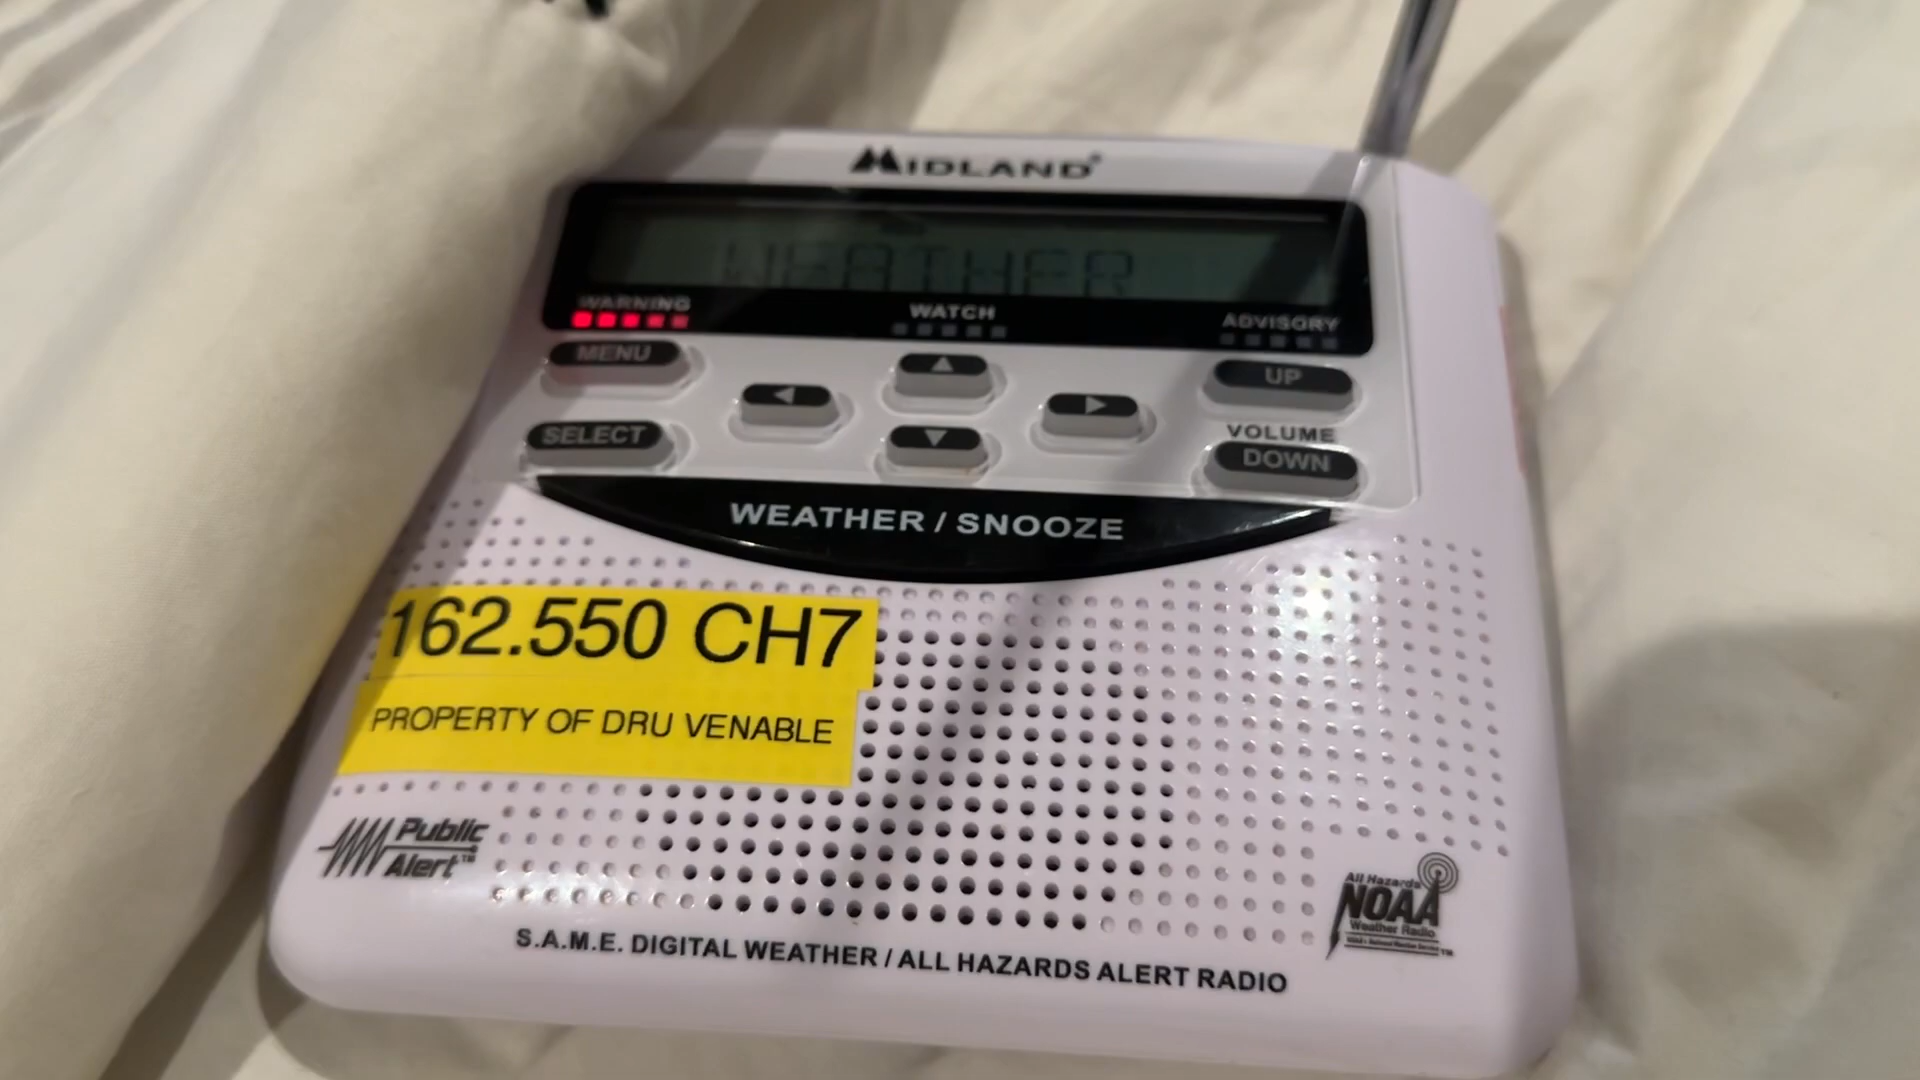 MIDLAND
WEATHER
WARNING
WATCH
ADVISORY
MENU
UP
SELECT
VOLUME
DOWN
WEATHER / SNOOZE
162.550 CH7
PROPERTY OF DRU VENABLE
Public
Alert™
All Hazards
NOAA
Weather Radio
S.A.M.E. DIGITAL WEATHER / ALL HAZARDS ALERT RADIO